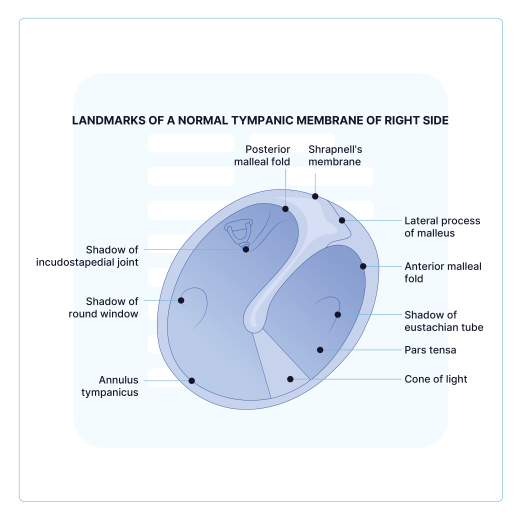 LANDMARKS OF A NORMAL TYMPANIC MEMBRANE OF RIGHT SIDE
Posterior
malleal fold
Shrapnell's
membrane
Lateral process
of malleus
Shadow of
incudostapedial joint
Anterior malleal
fold
Shadow of
round window
Shadow of
eustachian tube
Pars tensa
Annulus
tympanicus
Cone of light